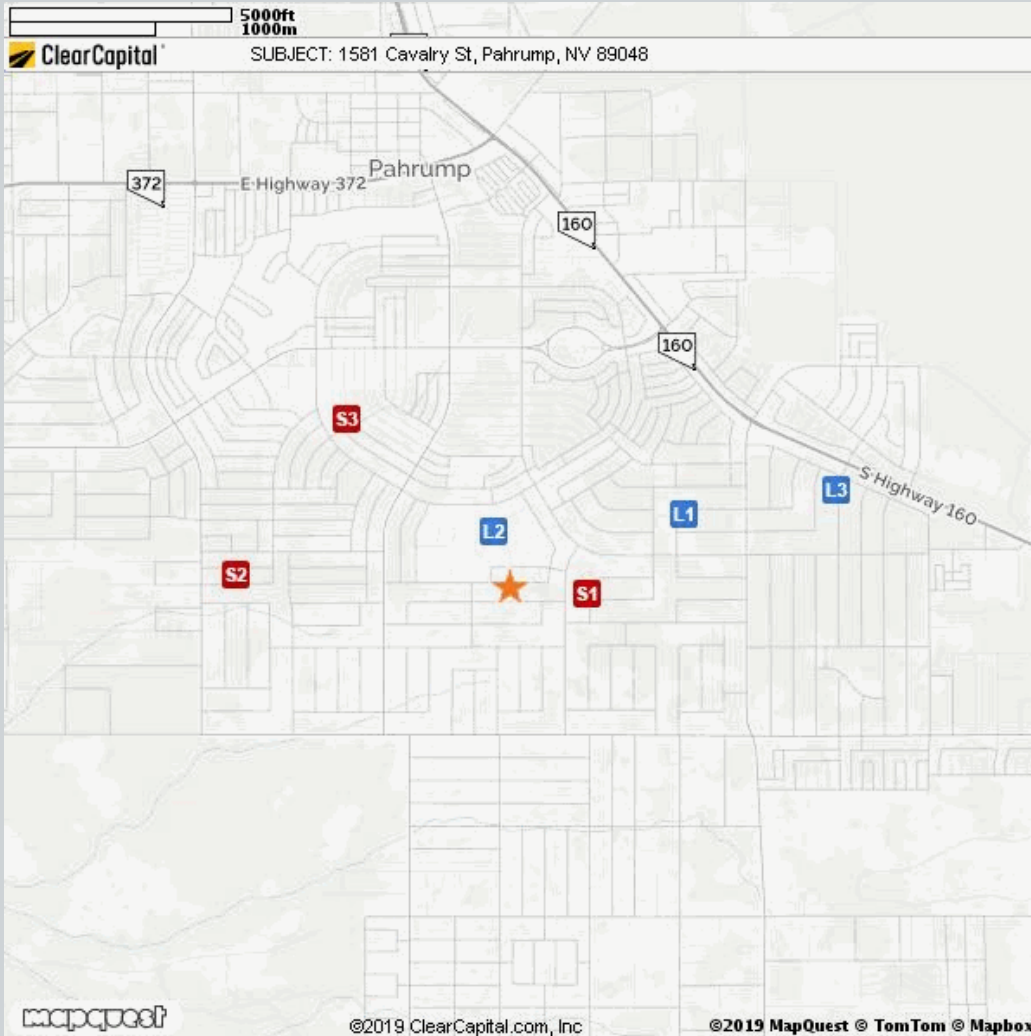 5000ft
1000m
ClearCapital
SUBJECT: 1581 Cavalry St, Pahrump, NV 89048
Pahrump
372
E Highway 372
160
160
S3
S Highway 160
L3
L1
L2
S2
S1
mapquest
©2019 ClearCapital.com, Inc
©2019 MapQuest © TomTom © Mapbox